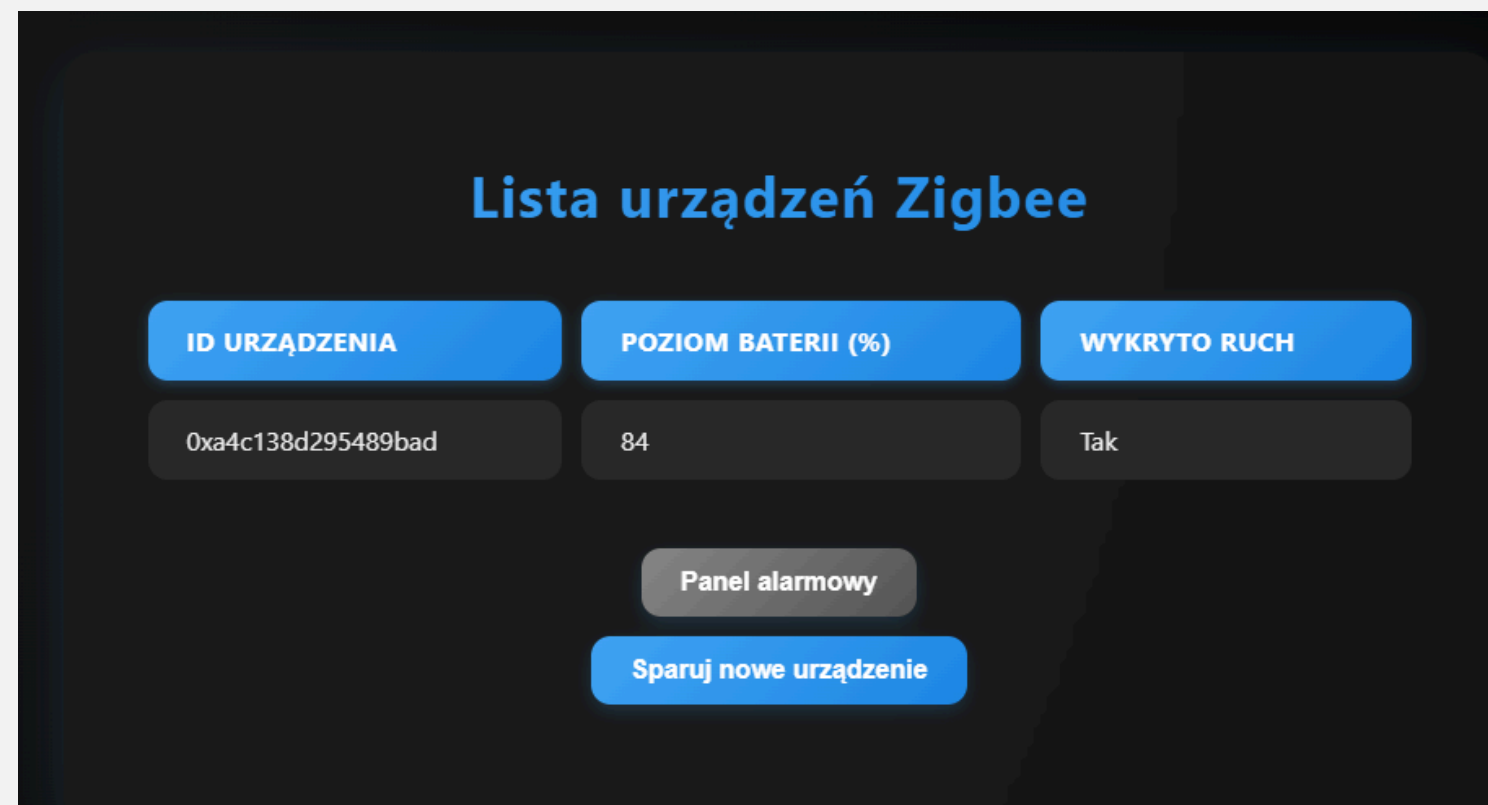 Lista urządzeń Zigbee
ID URZĄDZENIA POZIOM BATERII (%) WYKRYTO RUCH
0xa4c138d295489bad 84 Tak
Panel alarmowy
Sparuj nowe urządzenie